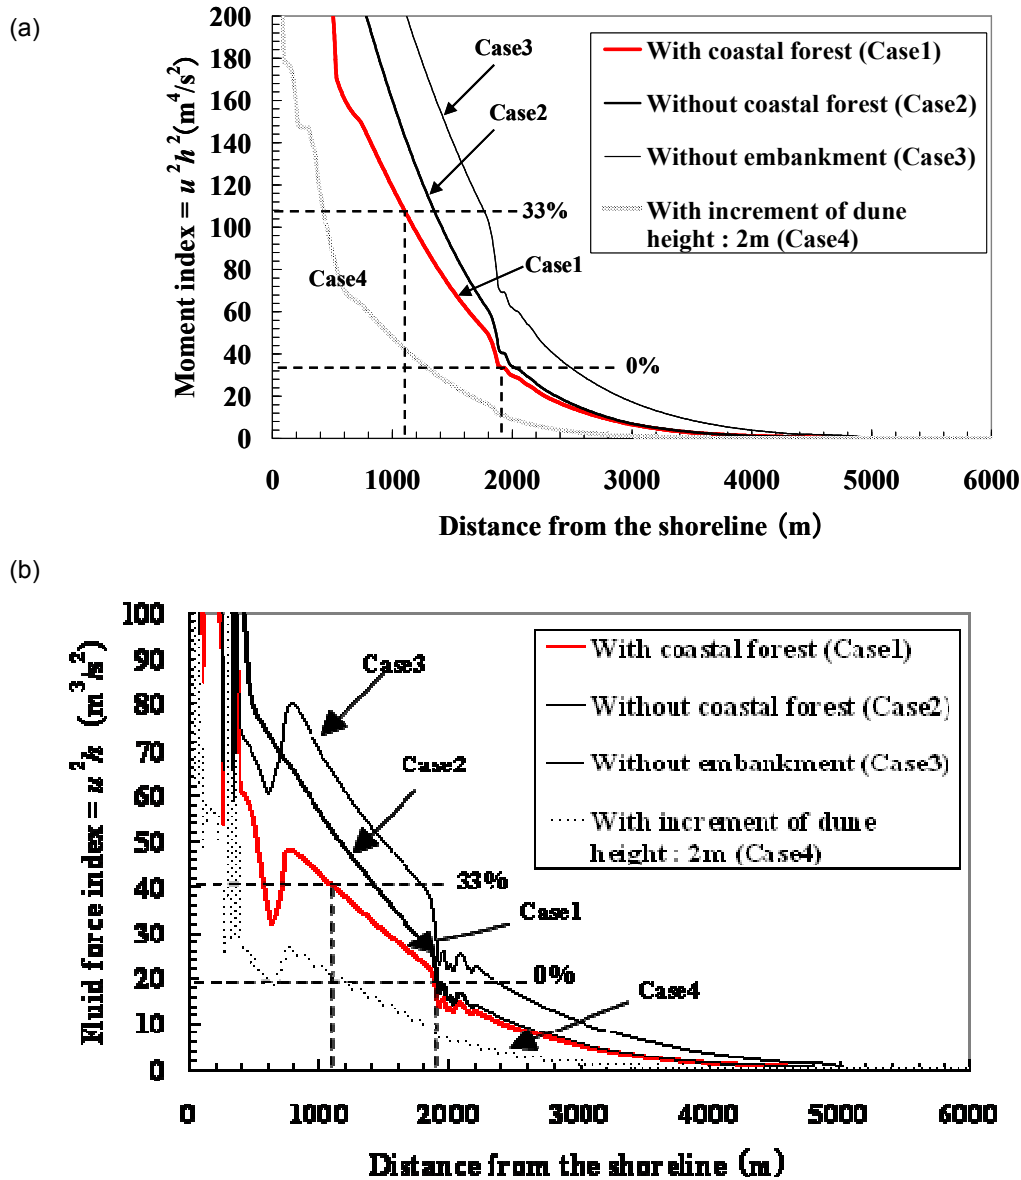 (a)
Moment index = u²h²(m⁴/s²)
200
180
160
140
120
100
80
60
40
20
0
Case3
Case2
33%
Case4
Case1
0%
With coastal forest (Case1)
Without coastal forest (Case2)
Without embankment (Case3)
With increment of dune
height : 2m (Case4)
0 1000 2000 3000 4000 5000 6000
Distance from the shoreline (m)
(b)
Fluid force index = u²h (m³/s²)
100
90
80
70
60
50
40
30
20
10
0
Case3
Case2
33%
Case1
0%
Case4
With coastal forest (Case1)
Without coastal forest (Case2)
Without embankment (Case3)
With increment of dune
height : 2m (Case4)
0 1000 2000 3000 4000 5000 6000
Distance from the shoreline (m)